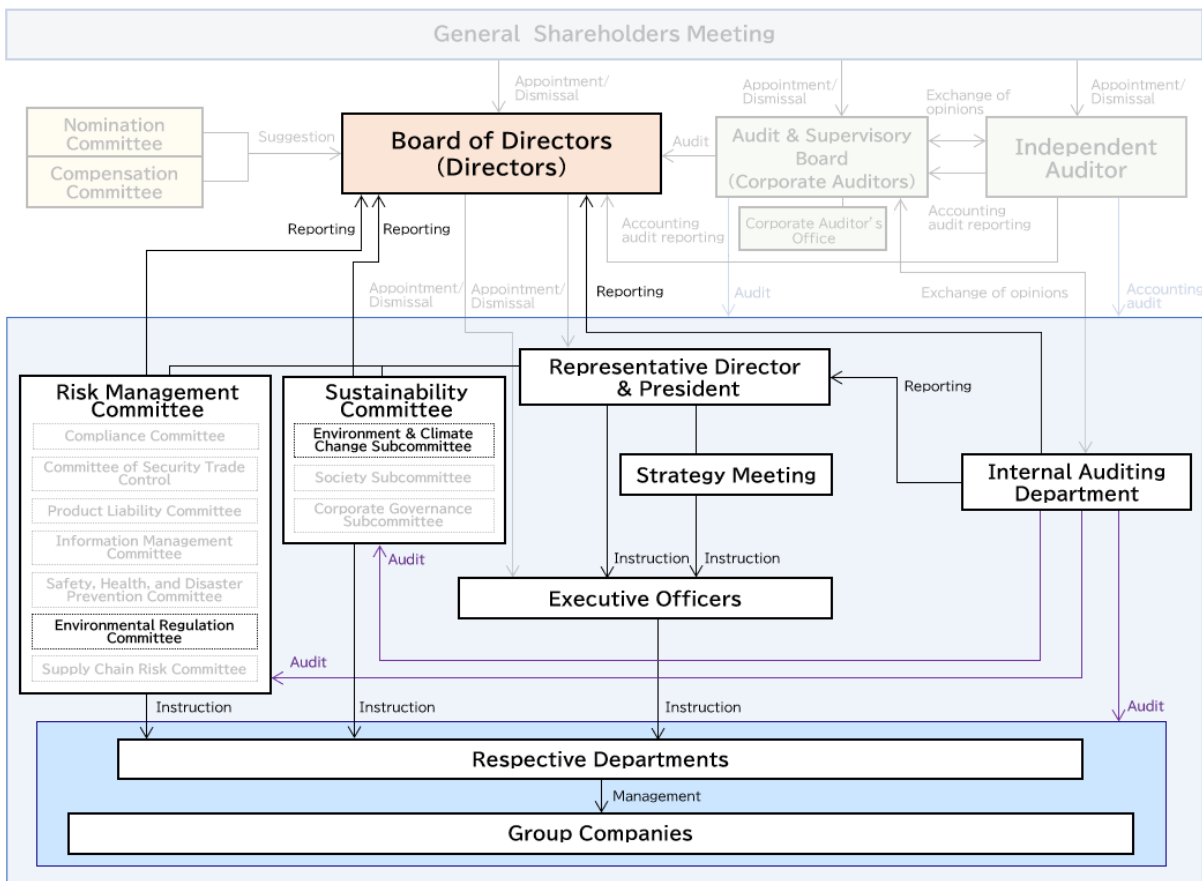 General Shareholders Meeting
Appointment/
Dismissal
Appointment/
Dismissal
Appointment/
Dismissal
Exchange of
opinions
Nomination
Committee
Compensation
Committee
Suggestion
Board of Directors
(Directors)
Audit
Audit & Supervisory
Board
(Corporate Auditors)
Independent
Auditor
Corporate Auditor's
Office
Reporting
Reporting
Accounting
audit reporting
Accounting
audit reporting
Appointment/
Dismissal
Appointment/
Dismissal
Reporting
Audit
Exchange of opinions
Accounting
audit
Risk Management
Committee
Compliance Committee
Committee of Security Trade
Control
Product Liability Committee
Information Management
Committee
Safety, Health, and Disaster
Prevention Committee
Environmental Regulation
Committee
Supply Chain Risk Committee
Sustainability
Committee
Environment & Climate
Change Subcommittee
Society Subcommittee
Corporate Governance
Subcommittee
Representative Director
& President
Reporting
Strategy Meeting
Internal Auditing
Department
Instruction
Instruction
Audit
Executive Officers
Audit
Instruction
Instruction
Instruction
Audit
Respective Departments
Management
Group Companies